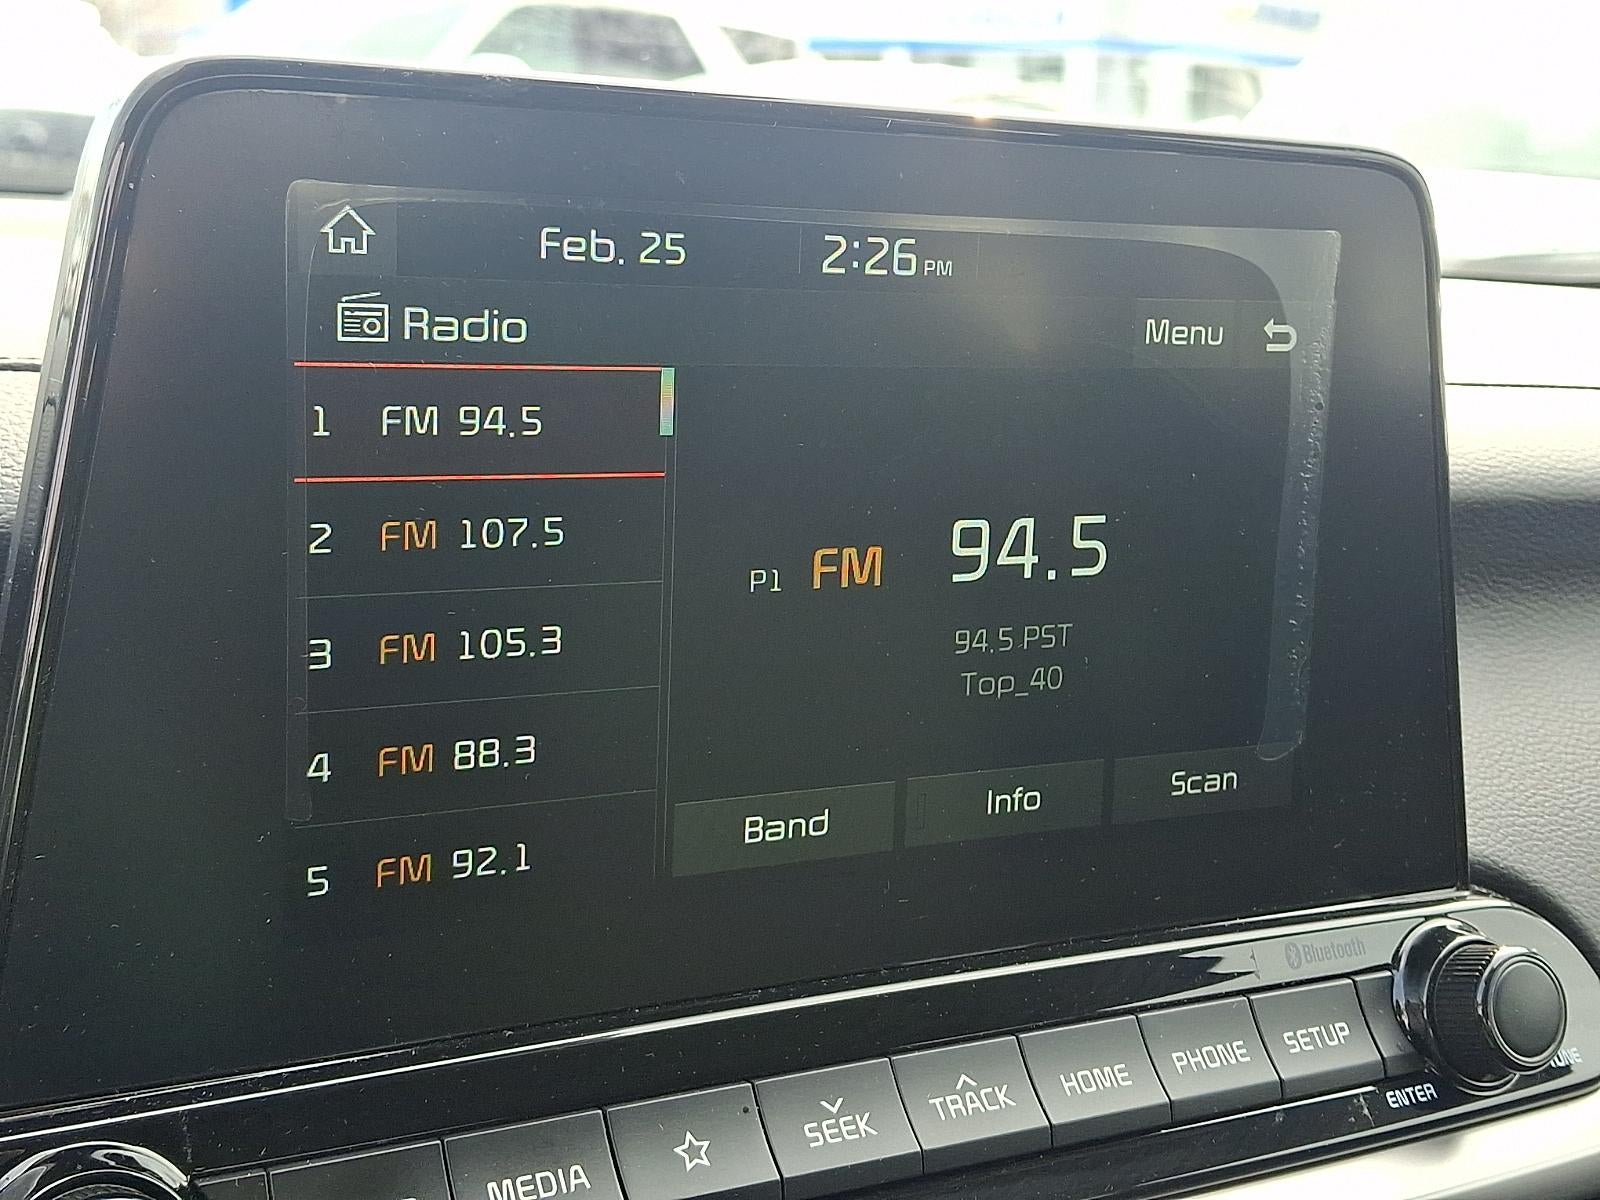 Feb. 25 2:26 PM
Radio
Menu
1 FM 94.5
2 FM 107.5
3 FM 105.3
4 FM 88.3
5 FM 92.1
P1 FM 94.5
94.5 PST
Top_40
Band Info Scan
Bluetooth
MEDIA SEEK TRACK HOME PHONE SETUP
ENTER